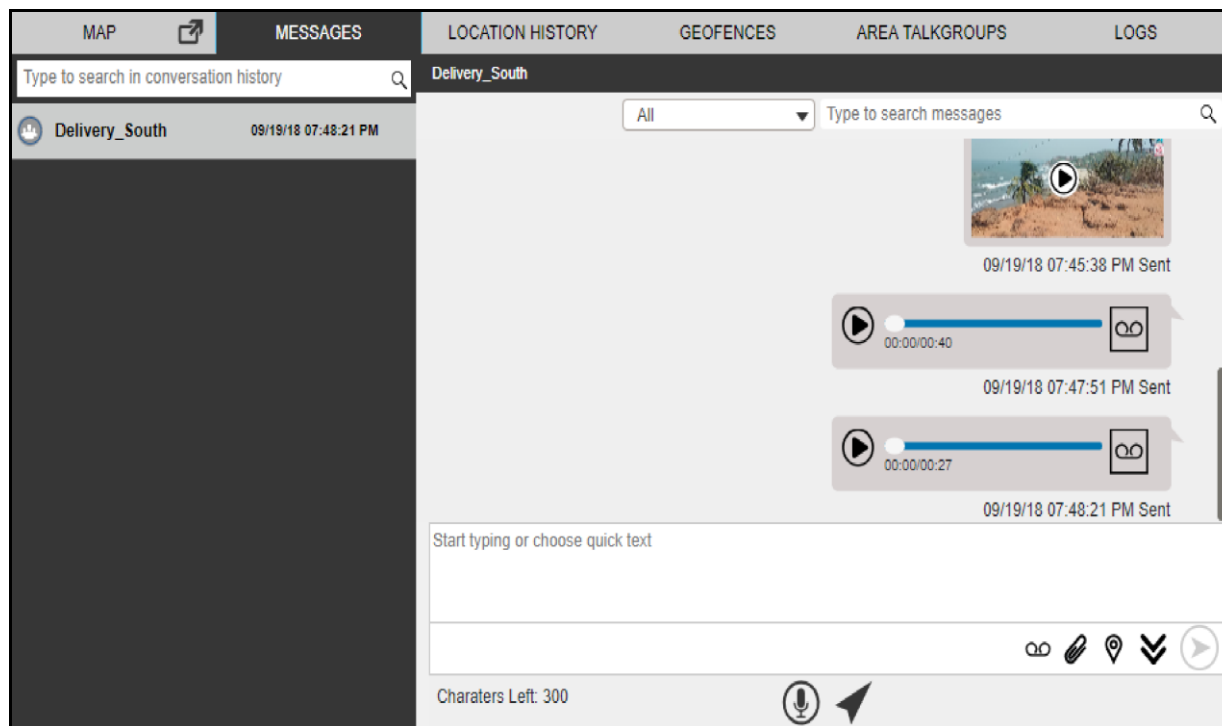 MAP MESSAGES LOCATION HISTORY GEOFENCES AREA TALKGROUPS LOGS
Type to search in conversation history
Delivery_South 09/19/18 07:48:21 PM
Delivery_South
All Type to search messages
09/19/18 07:45:38 PM Sent
00:00/00:40
09/19/18 07:47:51 PM Sent
00:00/00:27
09/19/18 07:48:21 PM Sent
Start typing or choose quick text
Charaters Left: 300